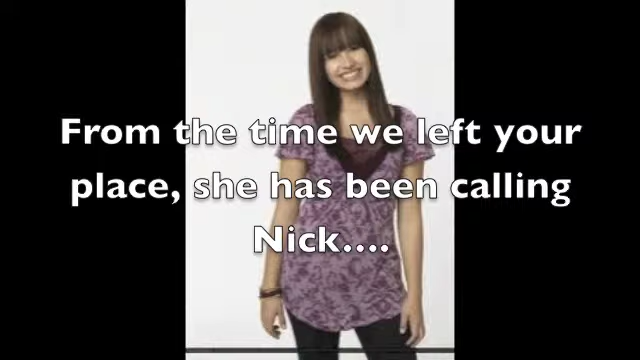 From the time we left your
place, she has been calling
Nick....